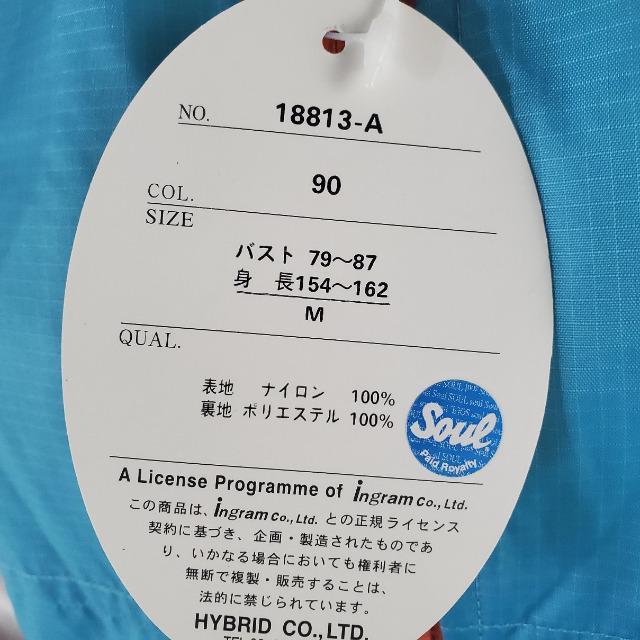 NO. 18813-A
COL. 90
SIZE
バスト 79～87
身 長154～162
M
QUAL.
表地 ナイロン 100%
裏地 ポリエステル 100%
Soul
Paid Royalty
A License Programme of ingram Co., Ltd.
この商品は、ingram Co., Ltd. との正規ライセンス
契約に基づき、企画・製造されたものであ
り、いかなる場合においても権利者に
無断で複製・販売することは、
法的に禁じられています。
HYBRID CO., LTD.